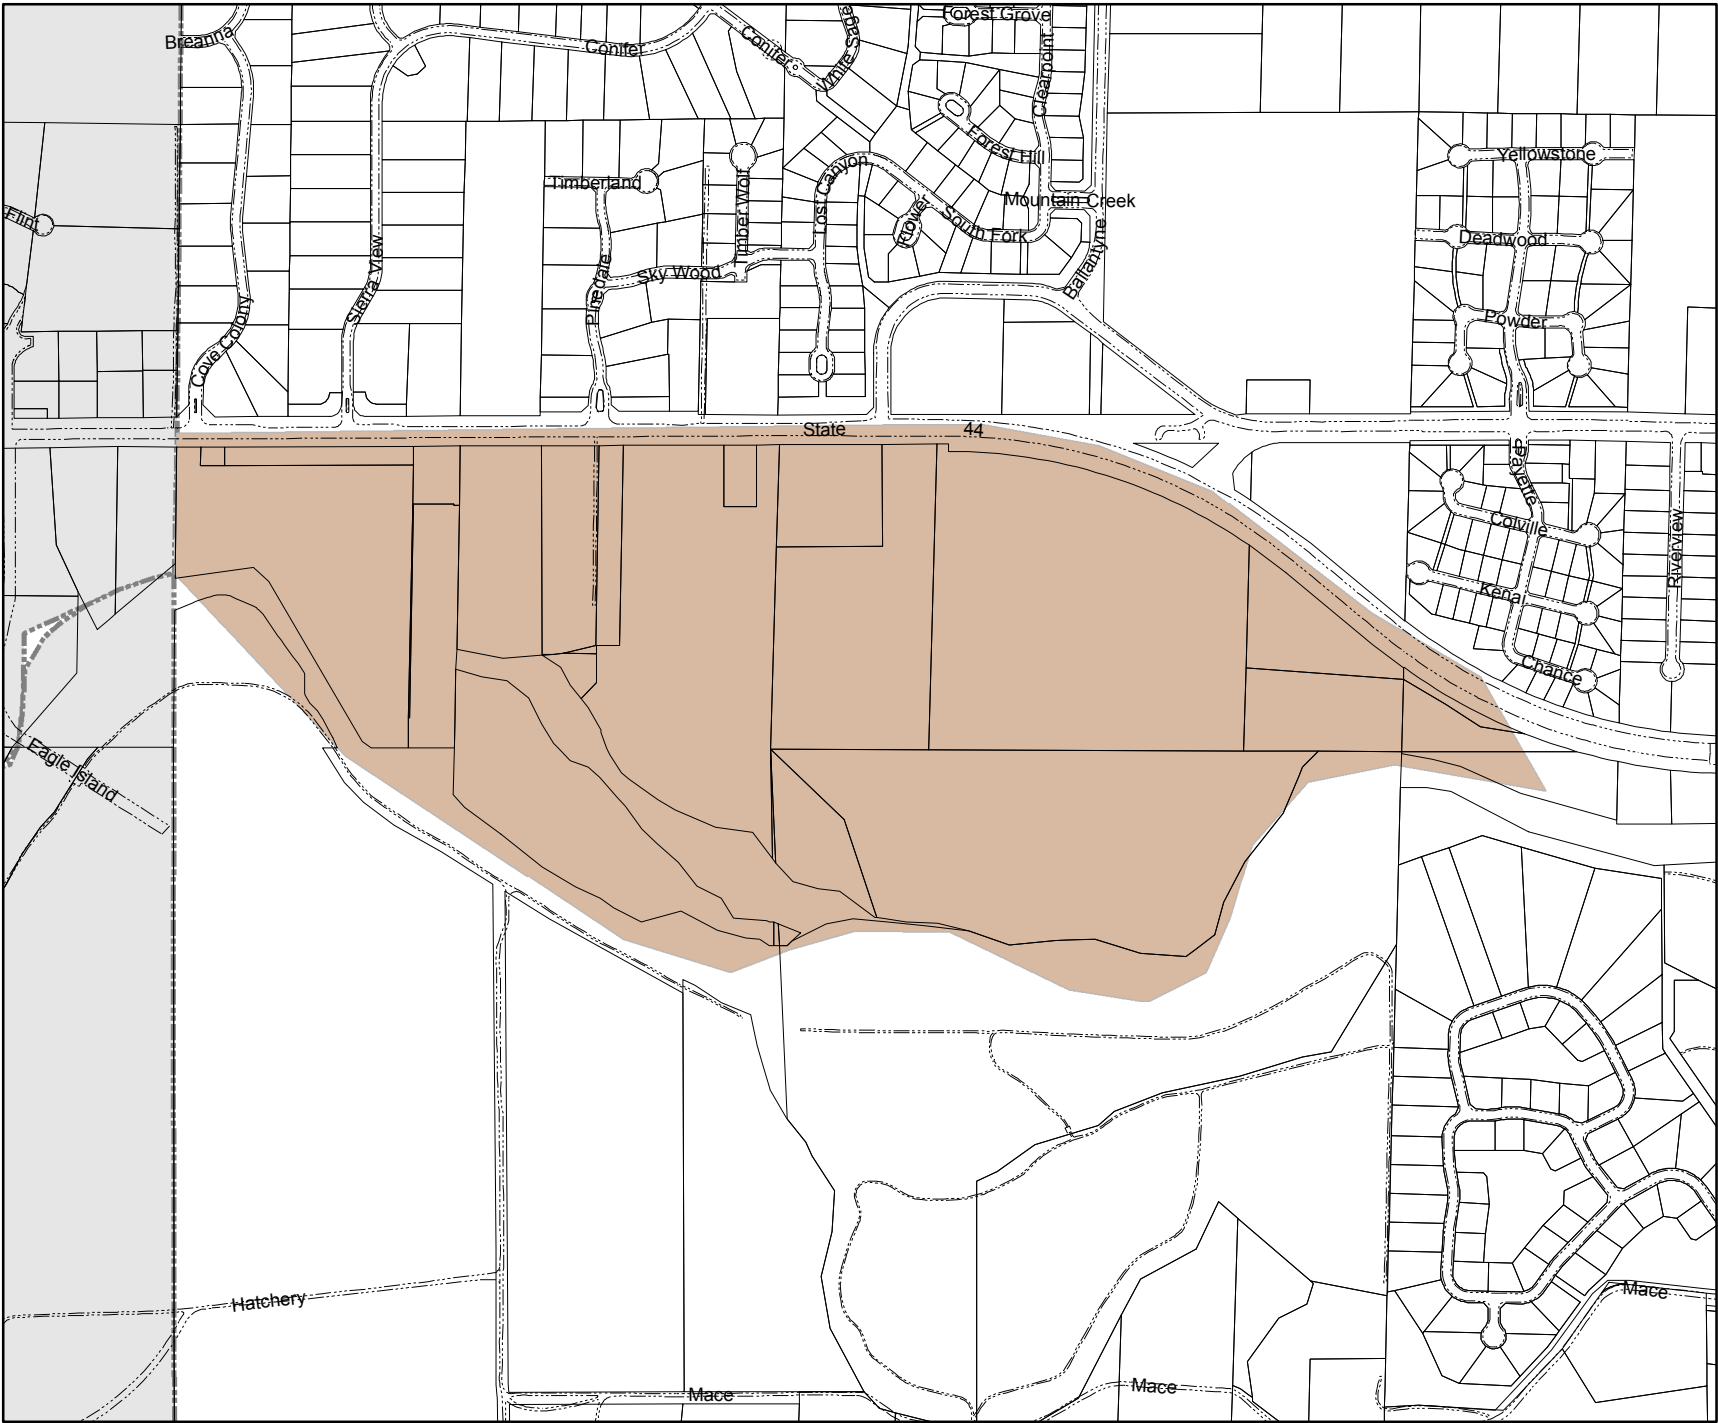 Forest Grove
Breanna
Conifer
Conifer
White Sage
Clearpoint
Forest Hill
Yellowstone
Timberland
Timber Wolf
Lost Canyon
Mountain Creek
Flint
Flower
South Fork
Deadwood
Sierra View
Pinedale
Sky Wood
Ballantyne
Cove Colony
Powder
State
44
Payette
Colville
Riverview
Kenai
Chance
Eagle Island
Hatchery
Mace
Mace
Mace